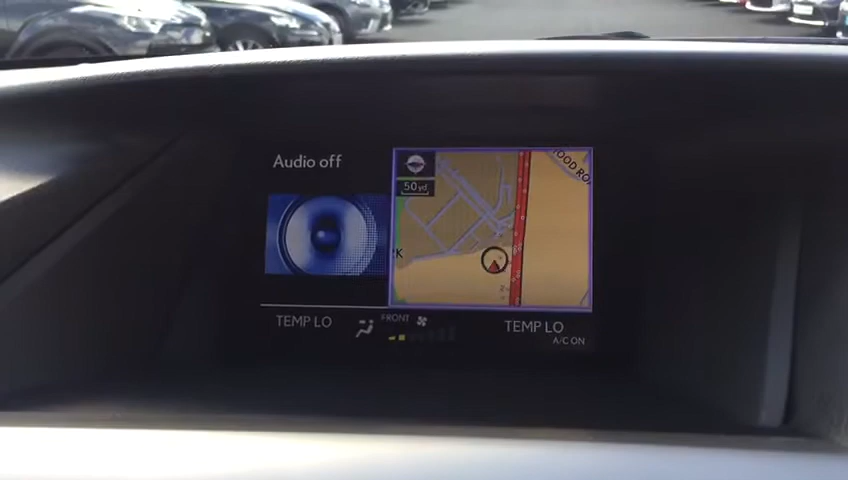 Audio off
50yd
OOD RO
K
TEMP LO
FRONT
TEMP LO
A/C ON